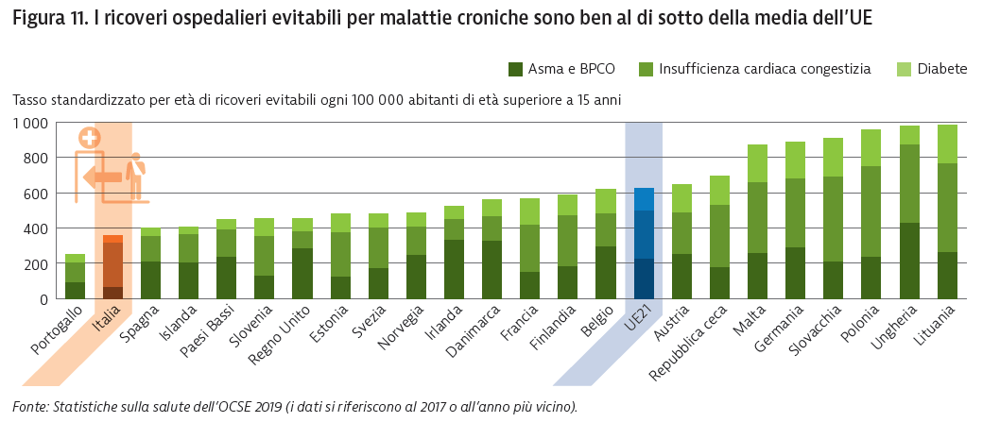 Figura 11. I ricoveri ospedalieri evitabili per malattie croniche sono ben al di sotto della media dell'UE
Asma e BPCO
Insufficienza cardiaca congestizia
Diabete
Tasso standardizzato per età di ricoveri evitabili ogni 100 000 abitanti di età superiore a 15 anni
1 000
800
600
400
200
0
Portogallo
Italia
Spagna
Islanda
Paesi Bassi
Slovenia
Regno Unito
Estonia
Svezia
Norvegia
Irlanda
Danimarca
Francia
Finlandia
Belgio
UE21
Austria
Repubblica ceca
Malta
Germania
Slovacchia
Polonia
Ungheria
Lituania
Fonte: Statistiche sulla salute dell'OCSE 2019 (i dati si riferiscono al 2017 o all'anno più vicino).